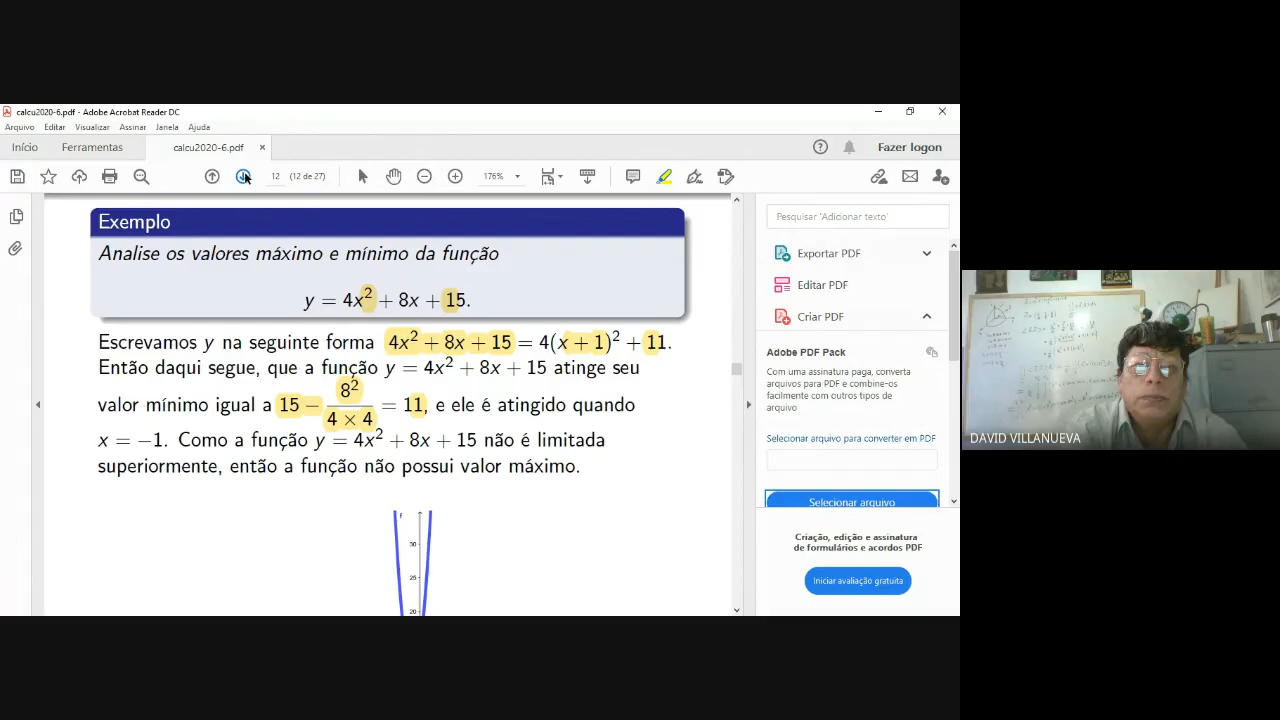 calcu2020-6.pdf - Adobe Acrobat Reader DC
Arquivo Editar Visualizar Assinar Janela Ajuda
Início Ferramentas calcu2020-6.pdf × Fazer logon
12 (12 de 27) 176%
Exemplo
Analise os valores máximo e mínimo da função
y = 4x² + 8x + 15.
Escrevamos y na seguinte forma 4x² + 8x + 15 = 4(x + 1)² + 11.
Então daqui segue, que a função y = 4x² + 8x + 15 atinge seu
valor mínimo igual a 15 − 8²/(4 × 4) = 11, e ele é atingido quando
x = −1. Como a função y = 4x² + 8x + 15 não é limitada
superiormente, então a função não possui valor máximo.
f
30
25
20
Pesquisar 'Adicionar texto'
Exportar PDF
Editar PDF
Criar PDF
Adobe PDF Pack
Com uma assinatura paga, converta
arquivos para PDF e combine-os
facilmente com outros tipos de
arquivo
Selecionar arquivo para converter em PDF
Selecionar arquivo
Criação, edição e assinatura
de formulários e acordos PDF
Iniciar avaliação gratuita
DAVID VILLANUEVA